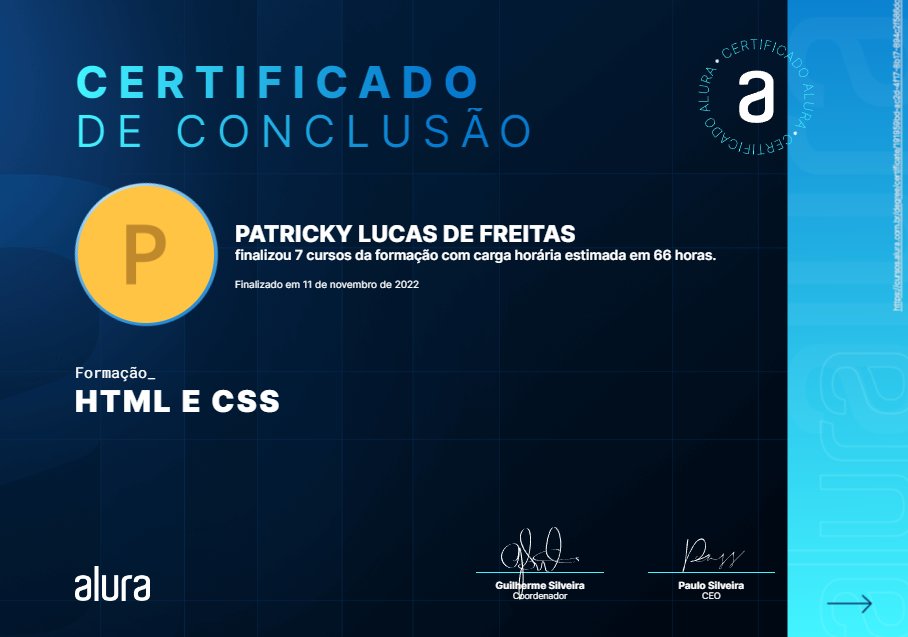 CERTIFICADO
DE CONCLUSÃO
CERTIFICADO ALURA • CERTIFICADO ALURA •
a
P
PATRICKY LUCAS DE FREITAS
finalizou 7 cursos da formação com carga horária estimada em 66 horas.
Finalizado em 11 de novembro de 2022
Formação_
HTML E CSS
alura
Guilherme Silveira
Coordenador
Paulo Silveira
CEO
alura